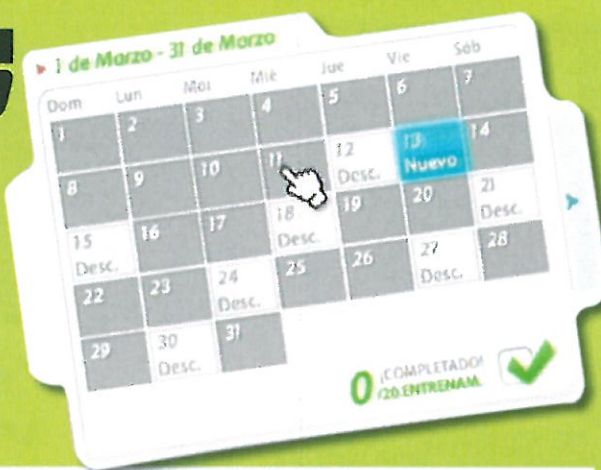 1 de Marzo - 31 de Marzo
Dom Lun Mar Mié Jue Vie Sáb
1 2 3 4 5 6 7
8 9 10 11 12 Desc. 13 Nuevo 14
15 Desc. 16 17 18 Desc. 19 20 21 Desc.
22 23 24 Desc. 25 26 27 Desc. 28
29 30 Desc. 31
0 ¡COMPLETADO!
/20 ENTRENAM.